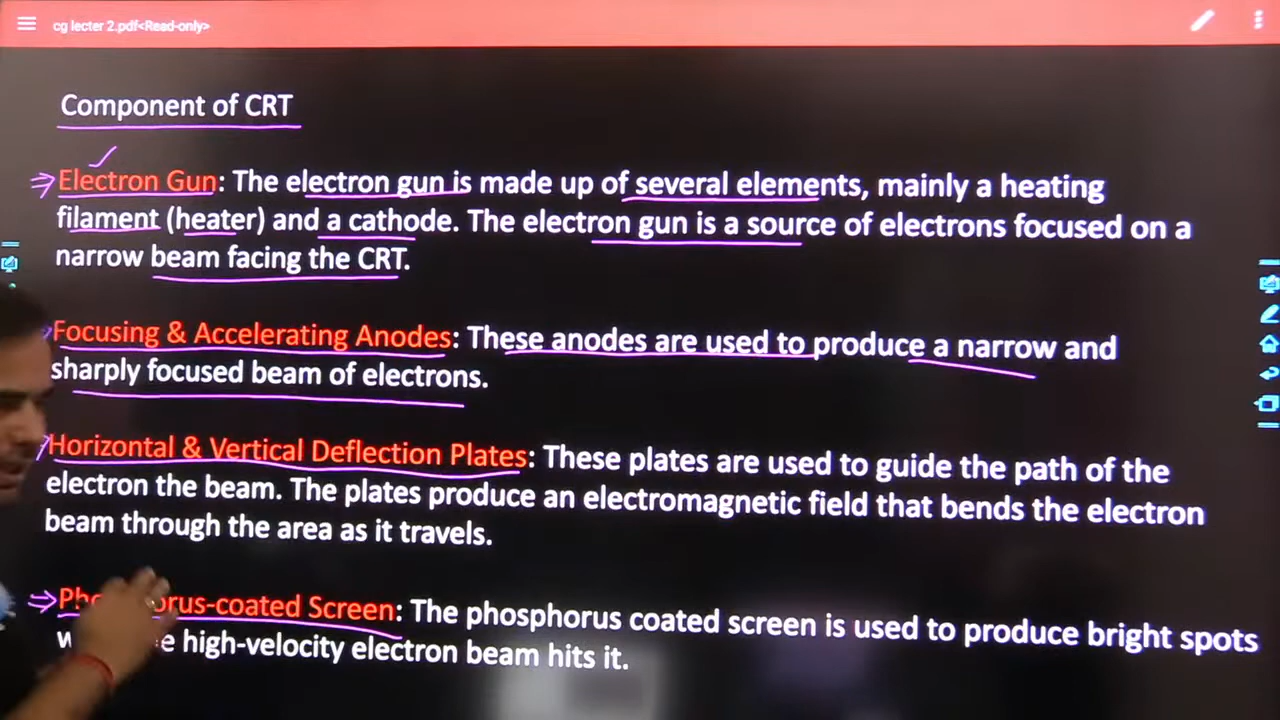 cg lecter 2.pdf<Read-only>
Component of CRT
Electron Gun: The electron gun is made up of several elements, mainly a heating
filament (heater) and a cathode. The electron gun is a source of electrons focused on a
narrow beam facing the CRT.
Focusing & Accelerating Anodes: These anodes are used to produce a narrow and
sharply focused beam of electrons.
Horizontal & Vertical Deflection Plates: These plates are used to guide the path of the
electron the beam. The plates produce an electromagnetic field that bends the electron
beam through the area as it travels.
-coated Screen: The phosphorus coated screen is used to produce bright spots
high-velocity electron beam hits it.